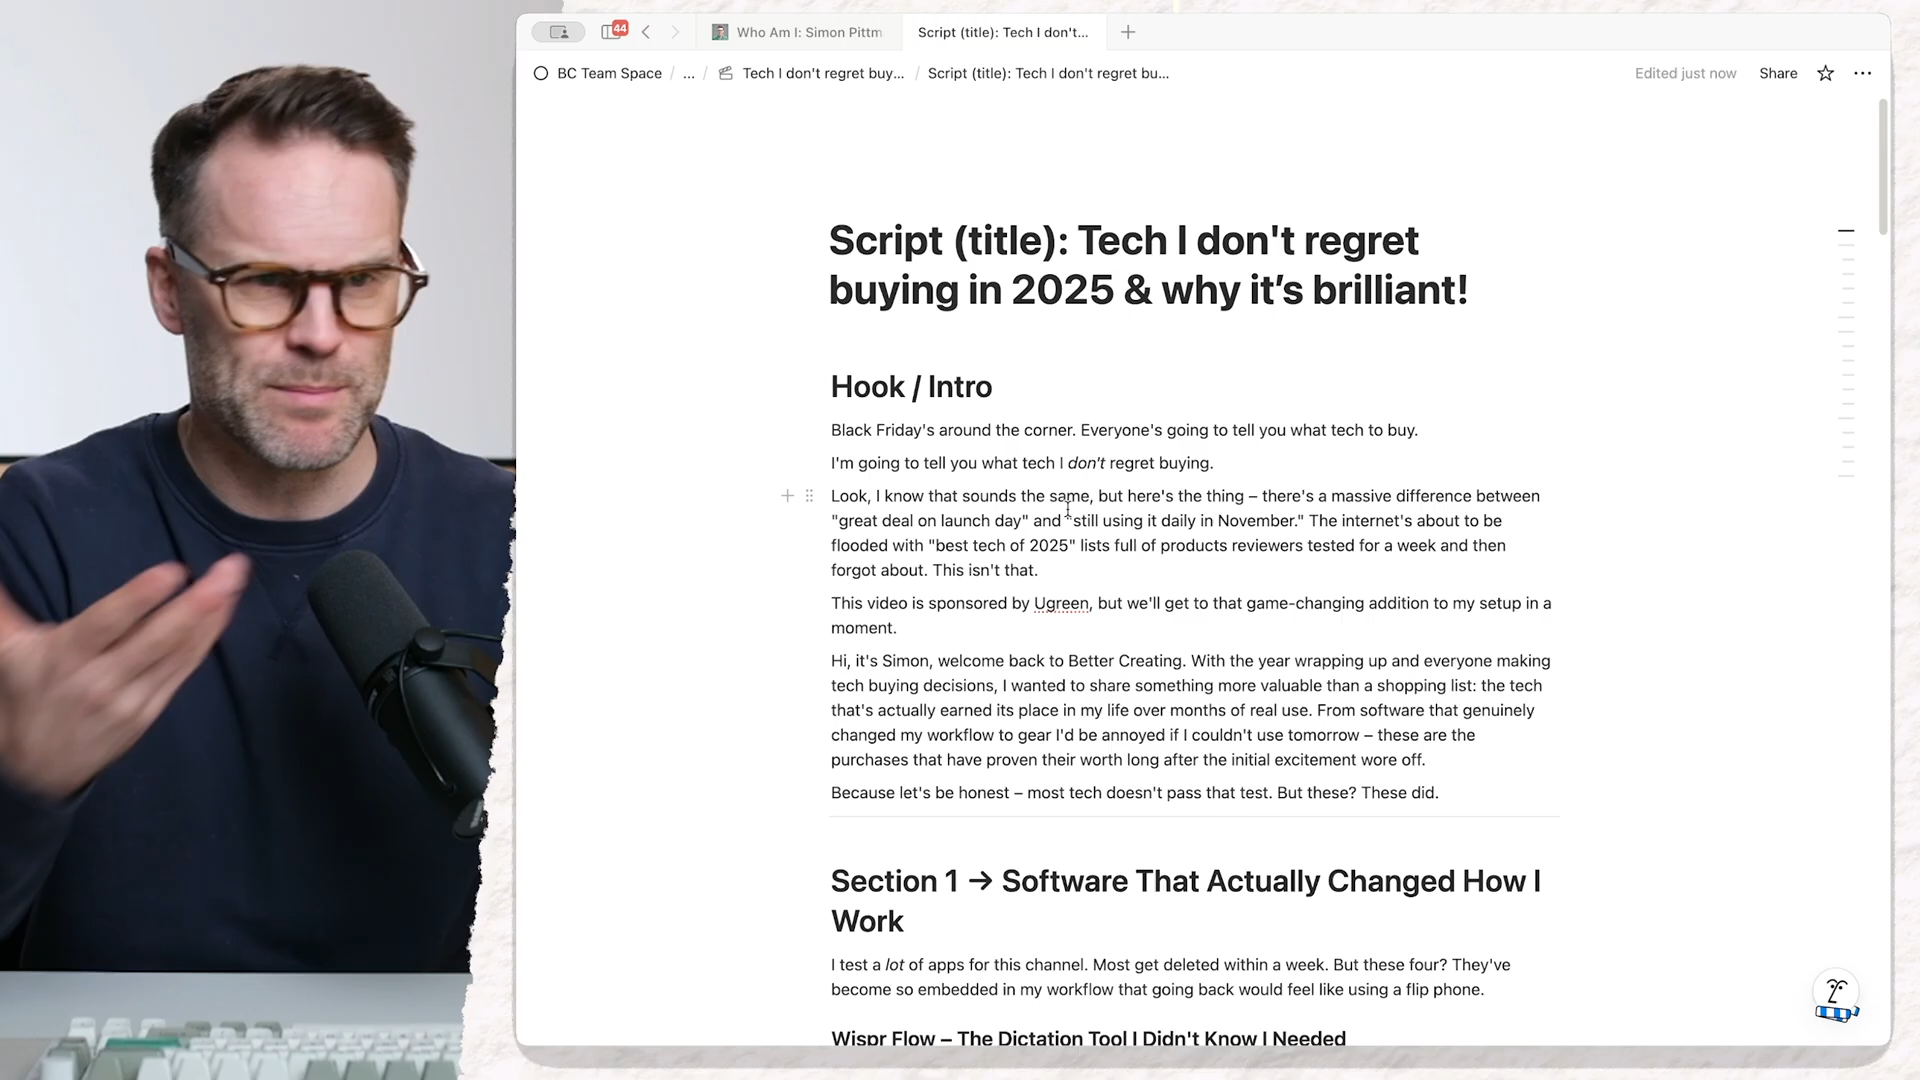 44
Who Am I: Simon Pittm
Script (title): Tech I don't...
BC Team Space / ... / Tech I don't regret buy... / Script (title): Tech I don't regret bu...
Edited just now
Share
Script (title): Tech I don't regret
buying in 2025 & why it’s brilliant!
Hook / Intro
Black Friday's around the corner. Everyone's going to tell you what tech to buy.
I'm going to tell you what tech I don't regret buying.
Look, I know that sounds the same, but here's the thing – there's a massive difference between
"great deal on launch day" and "still using it daily in November." The internet's about to be
flooded with "best tech of 2025" lists full of products reviewers tested for a week and then
forgot about. This isn't that.
This video is sponsored by Ugreen, but we'll get to that game-changing addition to my setup in a
moment.
Hi, it's Simon, welcome back to Better Creating. With the year wrapping up and everyone making
tech buying decisions, I wanted to share something more valuable than a shopping list: the tech
that's actually earned its place in my life over months of real use. From software that genuinely
changed my workflow to gear I'd be annoyed if I couldn't use tomorrow – these are the
purchases that have proven their worth long after the initial excitement wore off.
Because let's be honest – most tech doesn't pass that test. But these? These did.
Section 1 → Software That Actually Changed How I
Work
I test a lot of apps for this channel. Most get deleted within a week. But these four? They've
become so embedded in my workflow that going back would feel like using a flip phone.
Wispr Flow – The Dictation Tool I Didn't Know I Needed